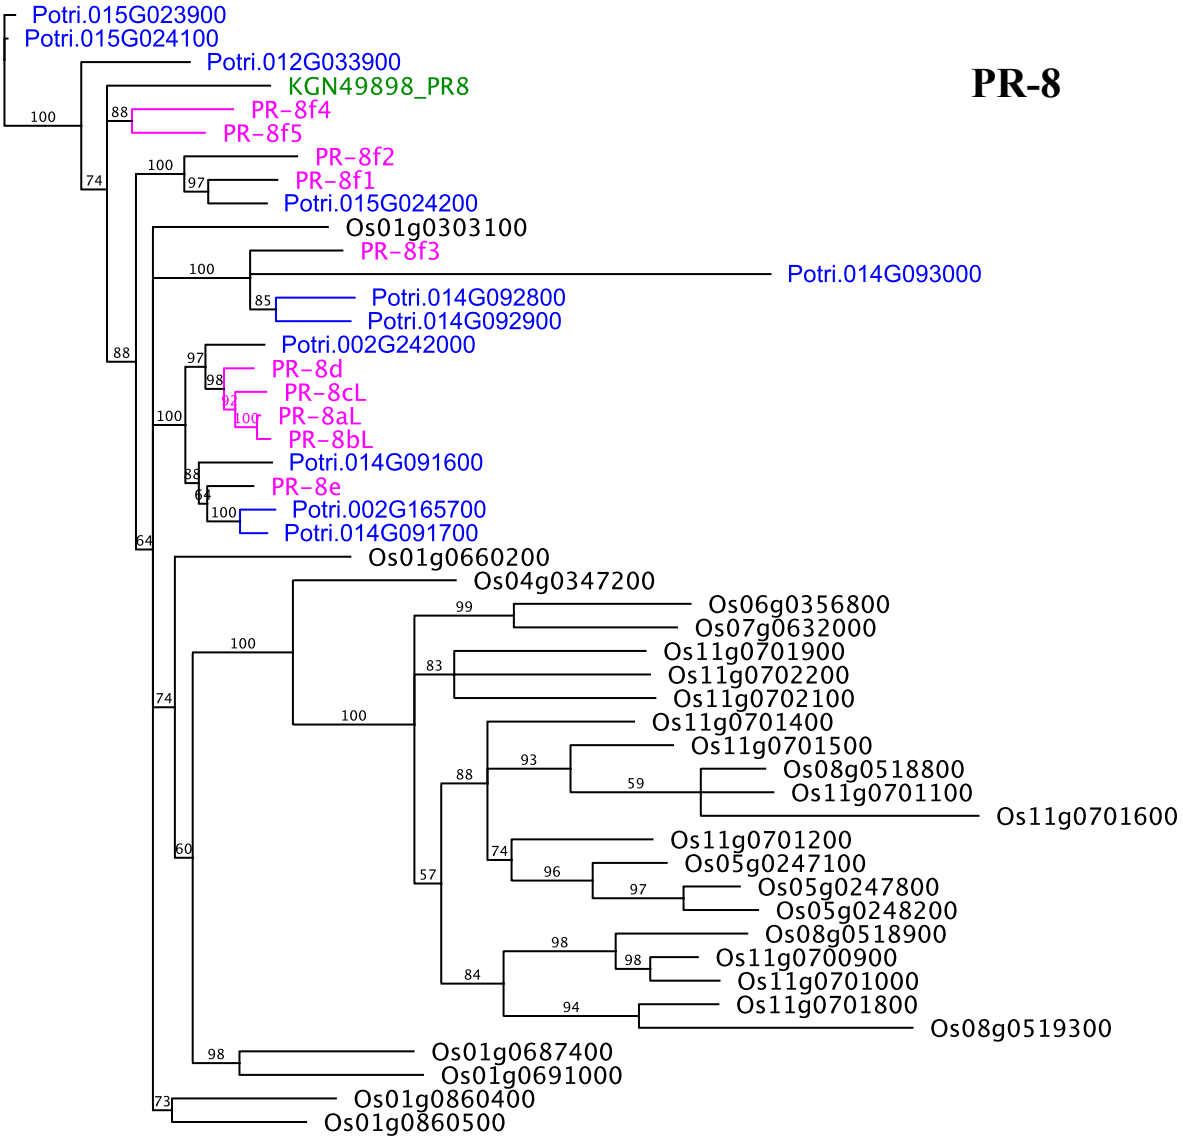 Potri.015G023900
Potri.015G024100
Potri.012G033900
PR-8
KGN49898_PR8
88
PR-8f4
100
PR-8f5
PR-8f2
100
74
97
PR-8f1
Potri.015G024200
Os01g0303100
PR-8f3
100
Potri.014G093000
85
Potri.014G092800
Potri.014G092900
88
97
Potri.002G242000
98
PR-8d
92
PR-8cL
100
100
PR-8aL
PR-8bL
88
Potri.014G091600
64
PR-8e
100
Potri.002G165700
Potri.014G091700
64
Os01g0660200
Os04g0347200
99
Os06g0356800
Os07g0632000
100
Os11g0701900
83
Os11g0702200
74
Os11g0702100
100
Os11g0701400
Os11g0701500
93
88
Os08g0518800
59
Os11g0701100
Os11g0701600
Os11g0701200
60
74
Os05g0247100
57
96
97
Os05g0247800
Os05g0248200
98
Os08g0518900
98
Os11g0700900
84
Os11g0701000
94
Os11g0701800
Os08g0519300
98
Os01g0687400
Os01g0691000
73
Os01g0860400
Os01g0860500